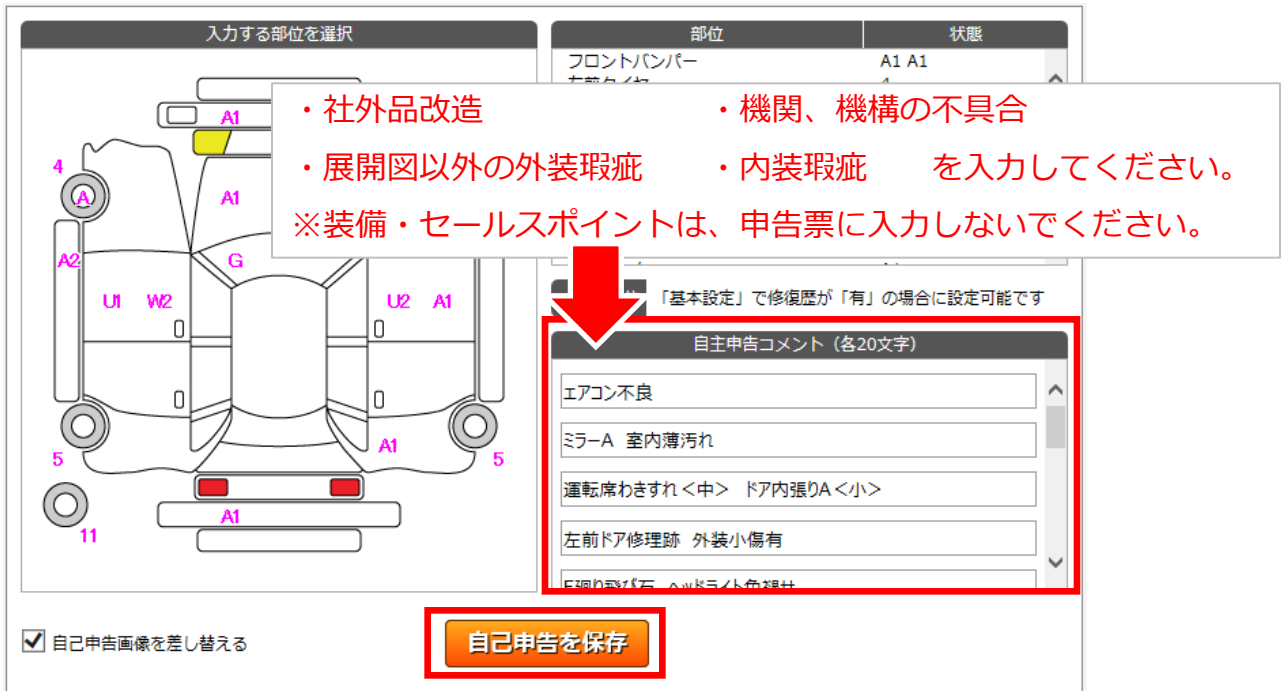 入力する部位を選択
部位 状態
フロントバンパー A1 A1
・社外品改造 ・機関、機構の不具合
・展開図以外の外装瑕疵 ・内装瑕疵 を入力してください。
※装備・セールスポイントは、申告票に入力しないでください。
A1
4
A
A1
A2
G
U1 W2
U2 A1
「基本設定」で修復歴が「有」の場合に設定可能です
自主申告コメント（各20文字）
エアコン不良
ミラーA 室内薄汚れ
運転席わきすれ＜中＞ ドア内張りA＜小＞
左前ドア修理跡 外装小傷有
A1
5
5
A1
11
自己申告画像を差し替える
自己申告を保存